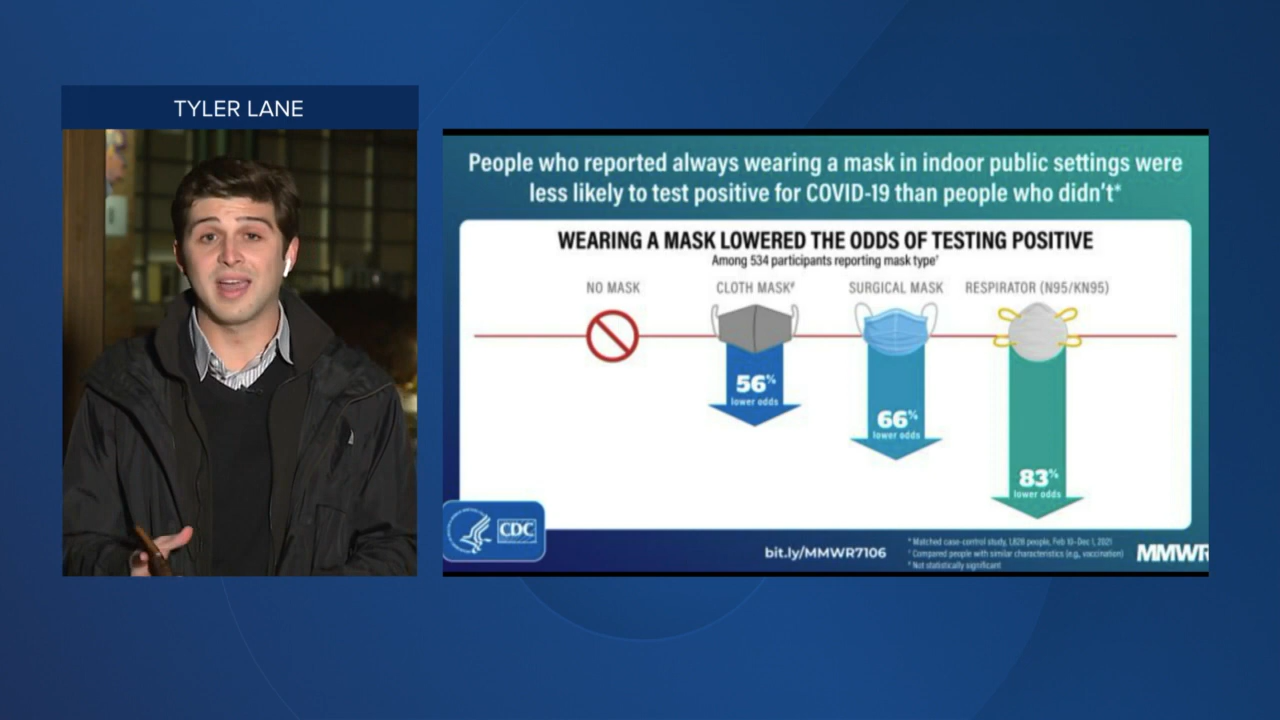 TYLER LANE
People who reported always wearing a mask in indoor public settings were
less likely to test positive for COVID-19 than people who didn't*
WEARING A MASK LOWERED THE ODDS OF TESTING POSITIVE
Among 534 participants reporting mask type†
NO MASK
CLOTH MASK#
SURGICAL MASK
RESPIRATOR (N95/KN95)
56%
lower odds
66%
lower odds
83%
lower odds
CDC
bit.ly/MMWR7106
* Matched case-control study, 1,828 people, Feb 18-Dec 1, 2021
† Compared people with similar characteristics (e.g., vaccination)
# Not statistically significant
MMWR